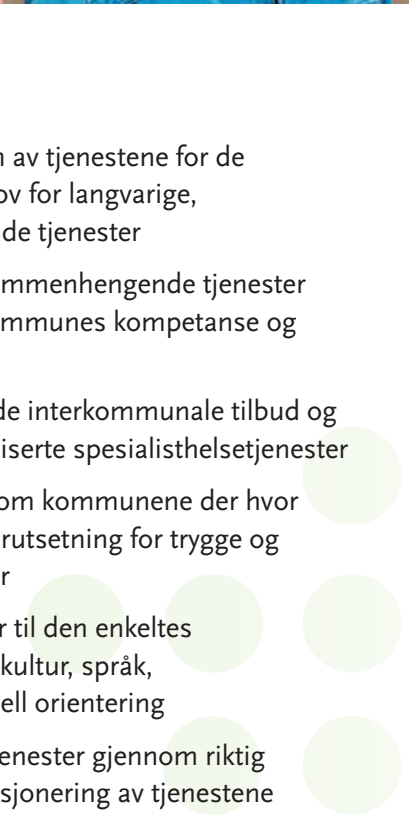 av tjenestene for de
ov for langvarige,
de tjenester
mmenhengende tjenester
mmunes kompetanse og
de interkommunale tilbud og
iserte spesialisthelsetjenester
om kommunene der hvor
rutsetning for trygge og
r
r til den enkeltes
kultur, språk,
ell orientering
enester gjennom riktig
sjonering av tjenestene